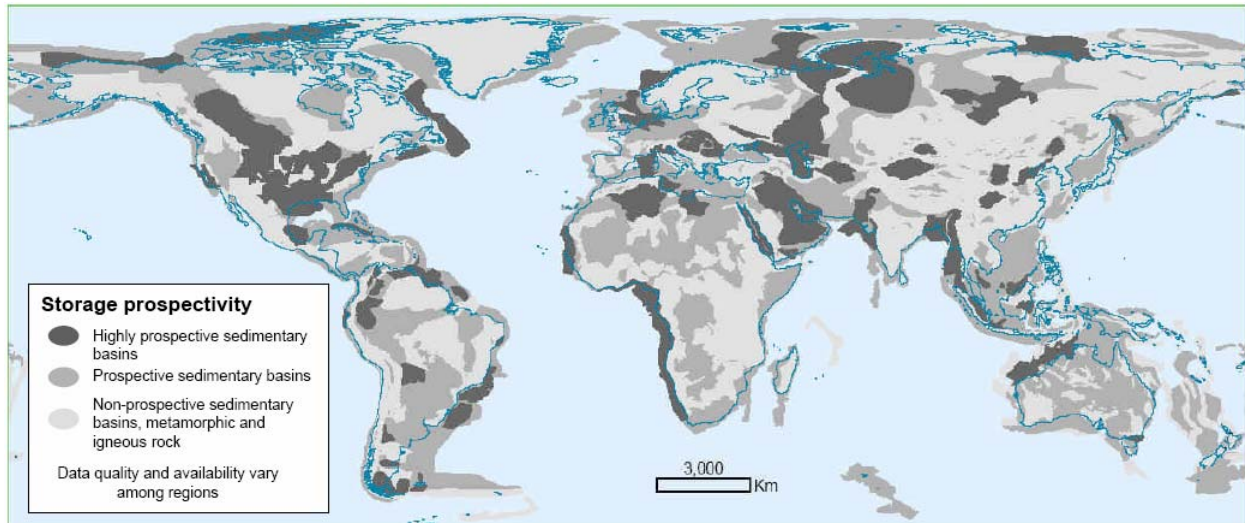 Storage prospectivity
Highly prospective sedimentary
basins
Prospective sedimentary basins
Non-prospective sedimentary
basins, metamorphic and
igneous rock
Data quality and availability vary
among regions
3,000
Km